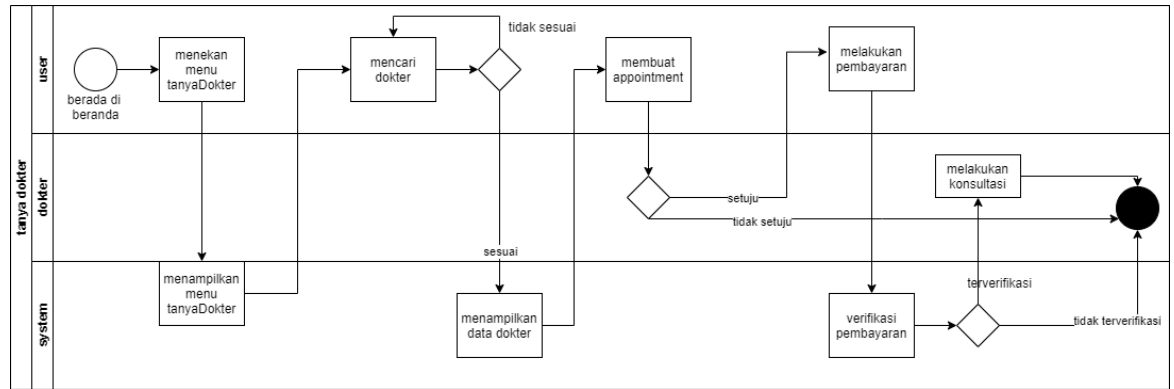 tanya dokter
user
berada di
beranda
menekan
menu
tanyaDokter
mencari
dokter
tidak sesuai
membuat
appointment
melakukan
pembayaran
dokter
setuju
tidak setuju
melakukan
konsultasi
sesuai
system
menampilkan
menu
tanyaDokter
menampilkan
data dokter
verifikasi
pembayaran
terverifikasi
tidak terverifikasi